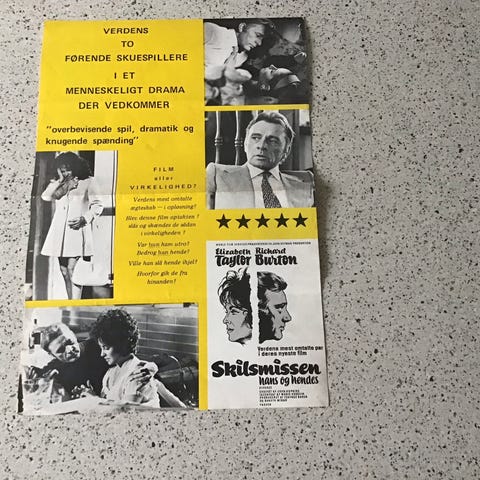 VERDENS
TO
FØRENDE SKUESPILLERE
I ET
MENNESKELIGT DRAMA
DER VEDKOMMER
"overbevisende spil, dramatik og
knugende spænding"
FILM
eller
VIRKELIGHED?
Verdens mest omtalte
ægteskab — i opløsning?
Blev denne film optakten?
slås og skændes de sådan
i virkeligheden?
Var hun ham utro?
Bedrog han hende?
Ville han slå hende ihjel?
Hvorfor gik de fra
hinanden?
Elizabeth Richard
Taylor Burton
Verdens mest omtalte par
i deres nyeste film
Skilsmissen
hans og hendes